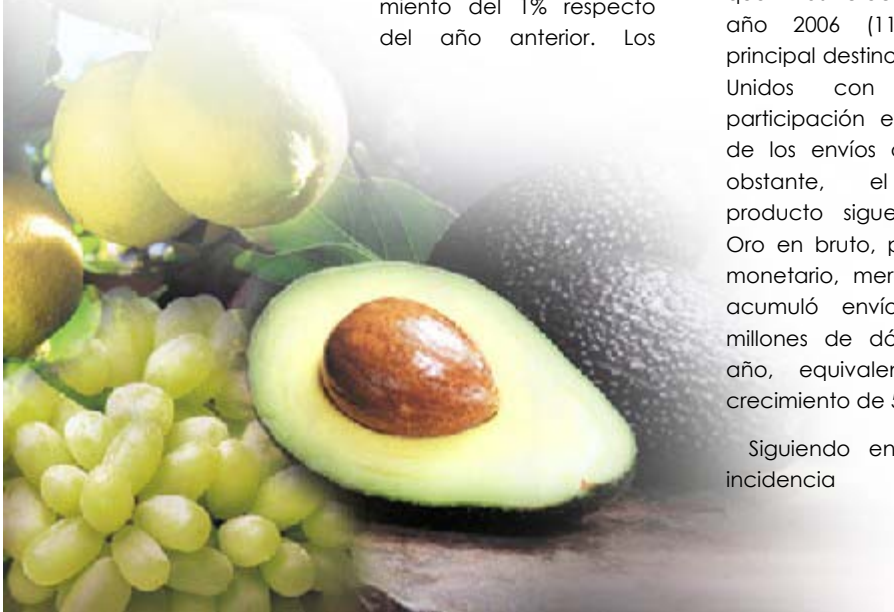 miento del 1% respecto
del año anterior. Los
año 2006 (11
principal destino
Unidos con
participación e
de los envíos
obstante, el
producto sigue
Oro en bruto, p
monetario, mer
acumuló envío
millones de dó
año, equivale
crecimiento de
Siguiendo en
incidencia